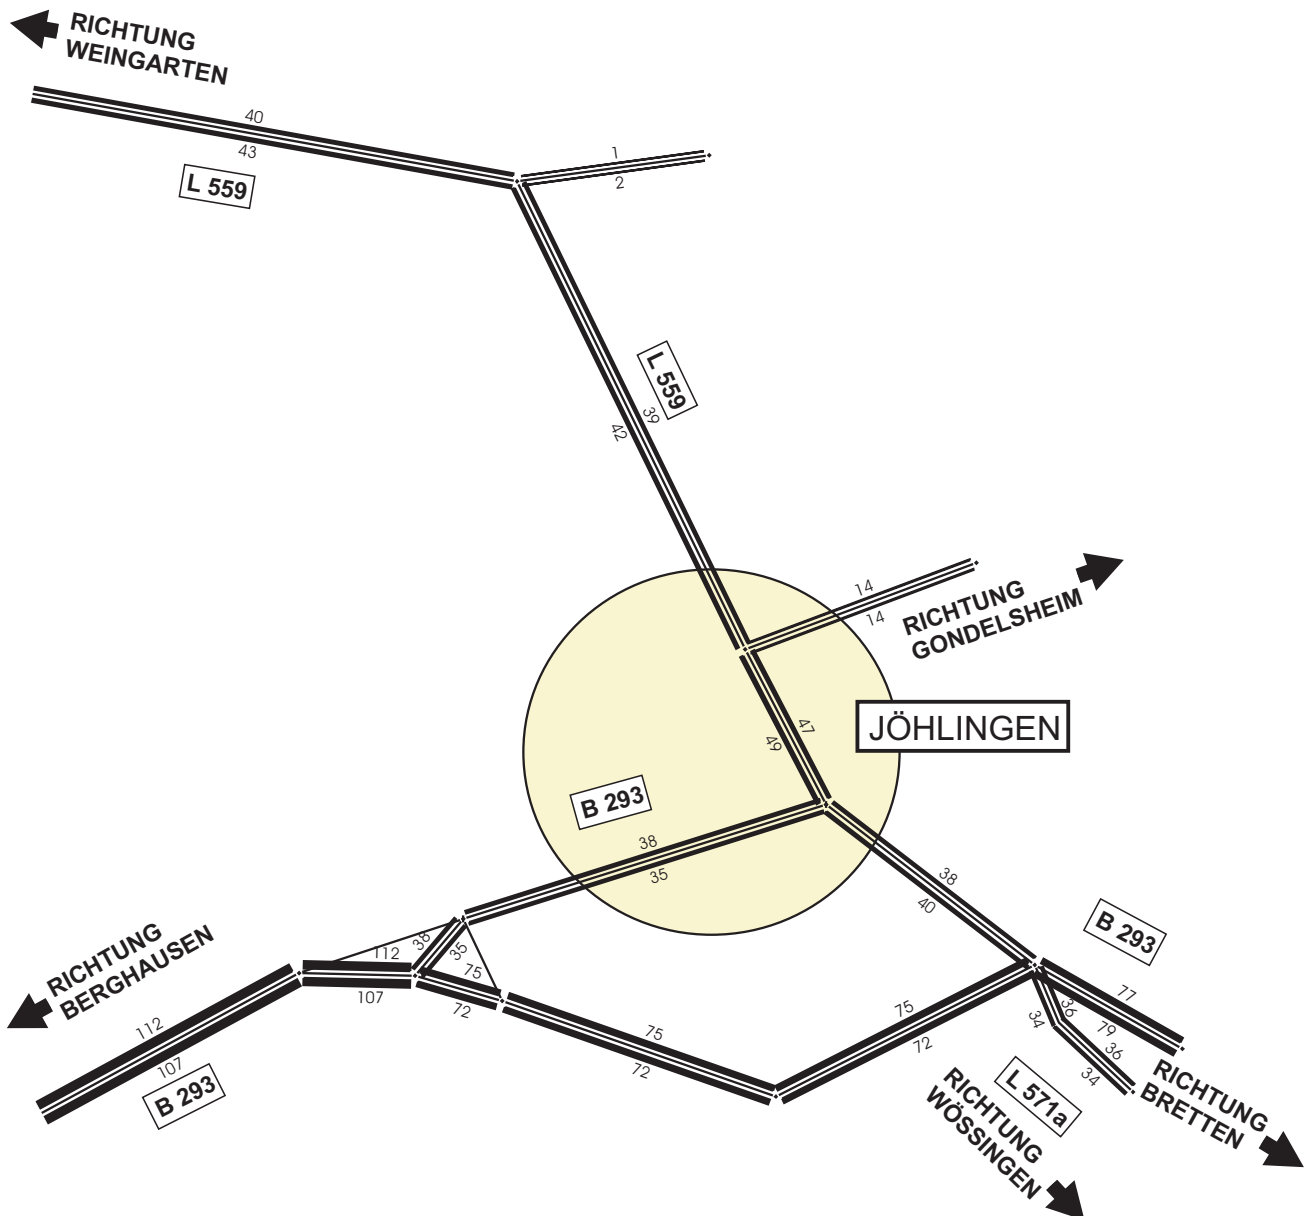 RICHTUNG
WEINGARTEN
40
43
L 559
1
2
L 559
39
42
14
14
RICHTUNG
GONDELSHEIM
47
49
JÖHLINGEN
B 293
38
35
38
40
B 293
RICHTUNG
BERGHAUSEN
112
38
35
75
107
72
112
107
B 293
75
72
75
72
77
79
36
34
36
34
L 571a
RICHTUNG
BRETTEN
RICHTUNG
WÖSSINGEN